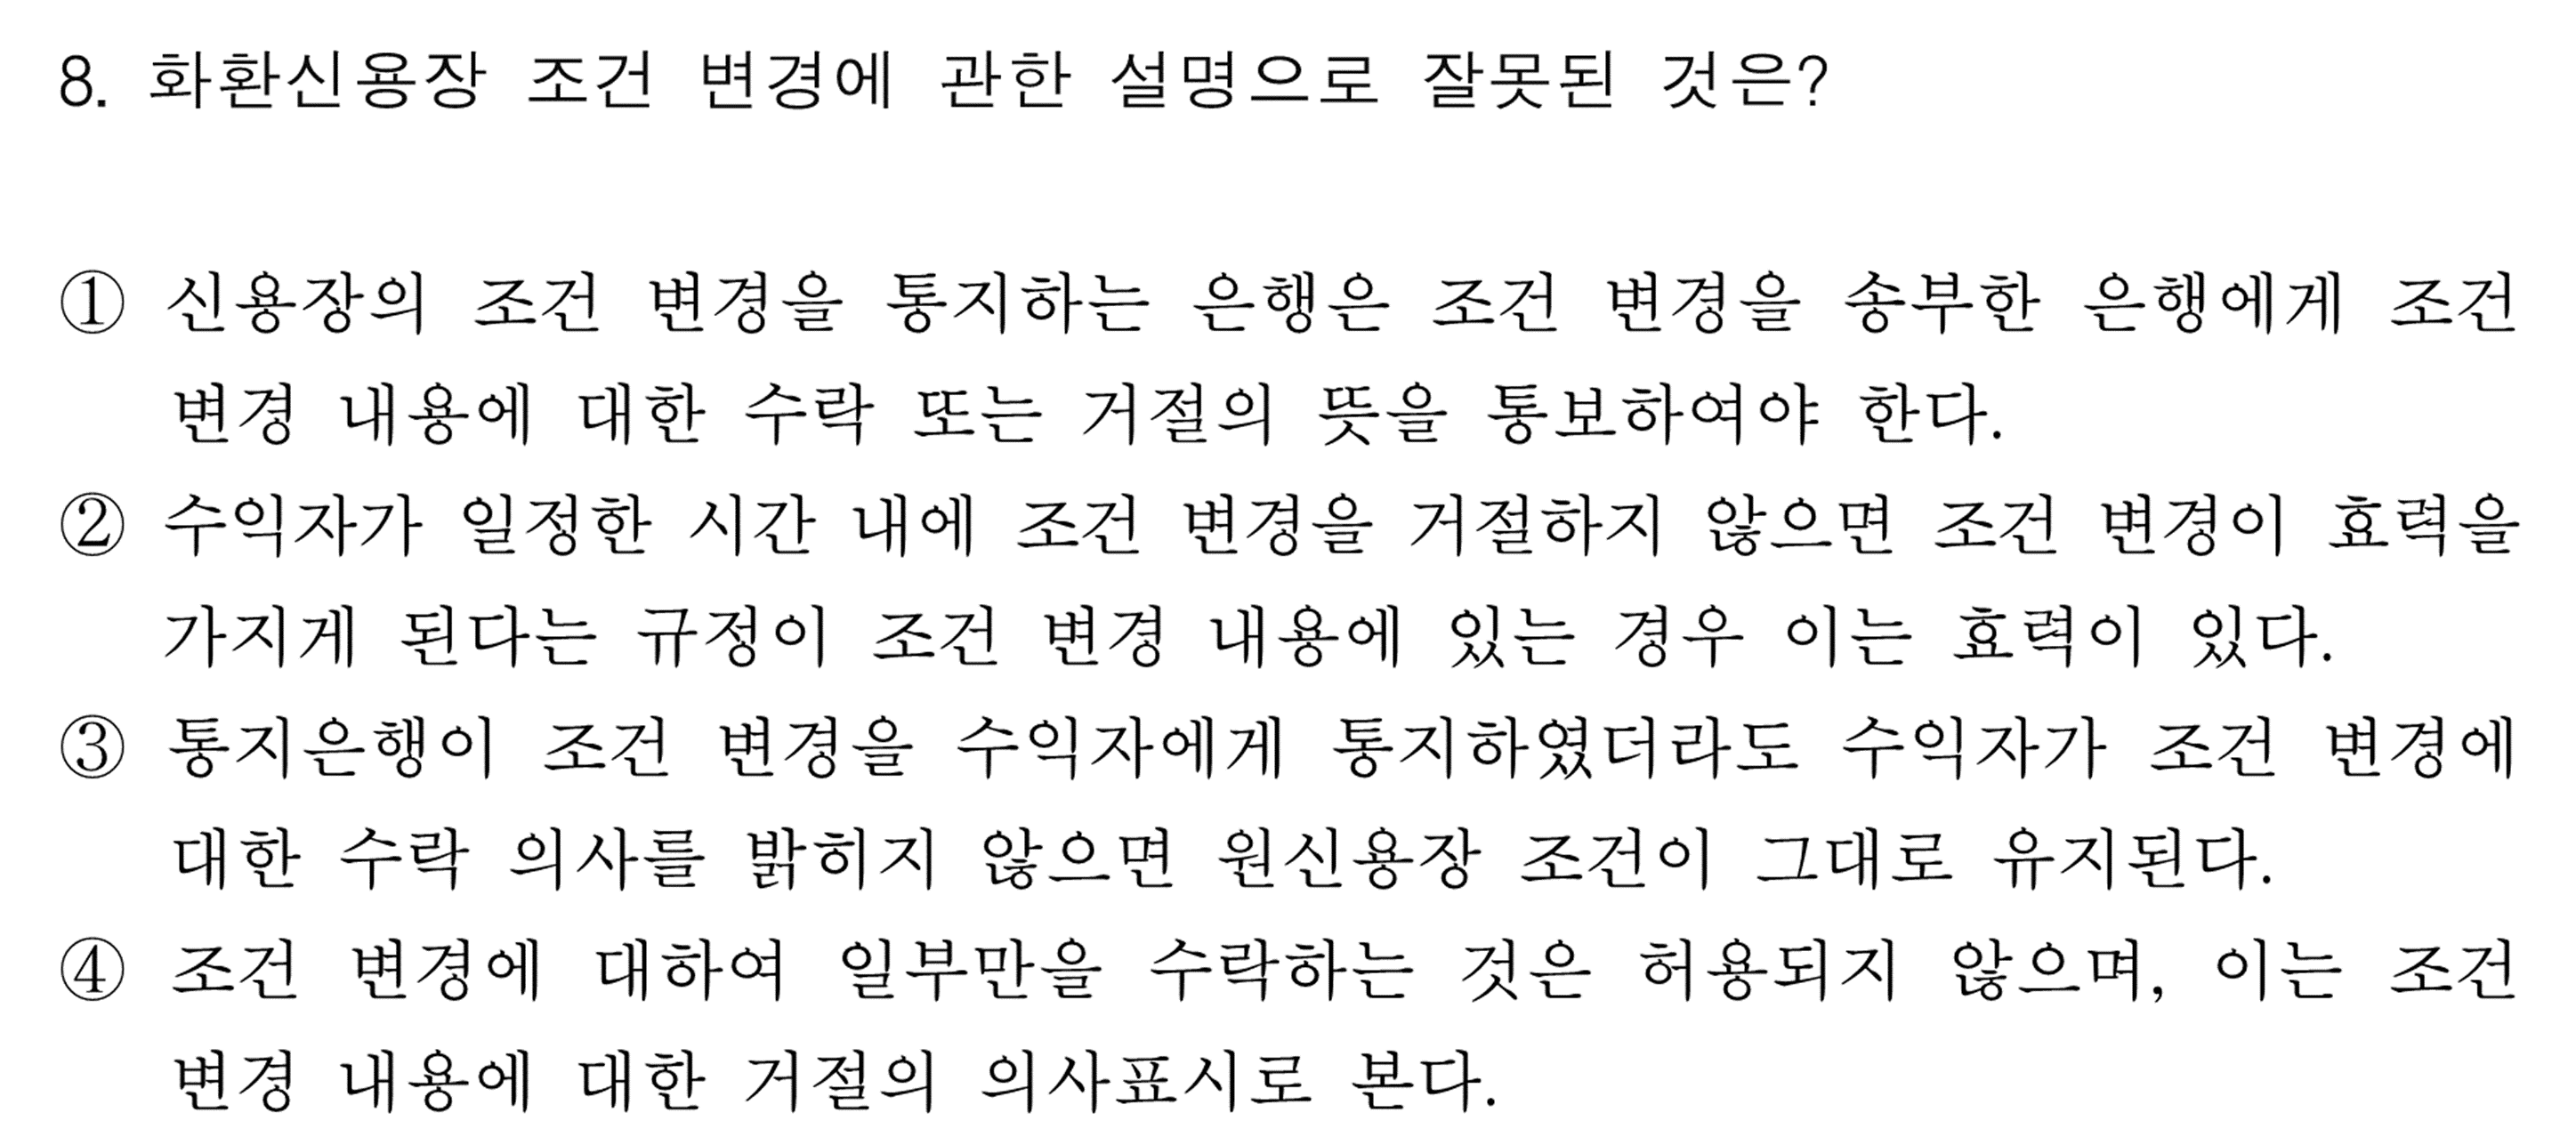 8. 화환신용장 조건 변경에 관한 설명으로 잘못된 것은?
① 신용장의 조건 변경을 통지하는 은행은 조건 변경을 송부한 은행에게 조건
변경 내용에 대한 수락 또는 거절의 뜻을 통보하여야 한다.
② 수익자가 일정한 시간 내에 조건 변경을 거절하지 않으면 조건 변경이 효력을
가지게 된다는 규정이 조건 변경 내용에 있는 경우 이는 효력이 있다.
③ 통지은행이 조건 변경을 수익자에게 통지하였더라도 수익자가 조건 변경에
대한 수락 의사를 밝히지 않으면 원신용장 조건이 그대로 유지된다.
④ 조건 변경에 대하여 일부만을 수락하는 것은 허용되지 않으며, 이는 조건
변경 내용에 대한 거절의 의사표시로 본다.